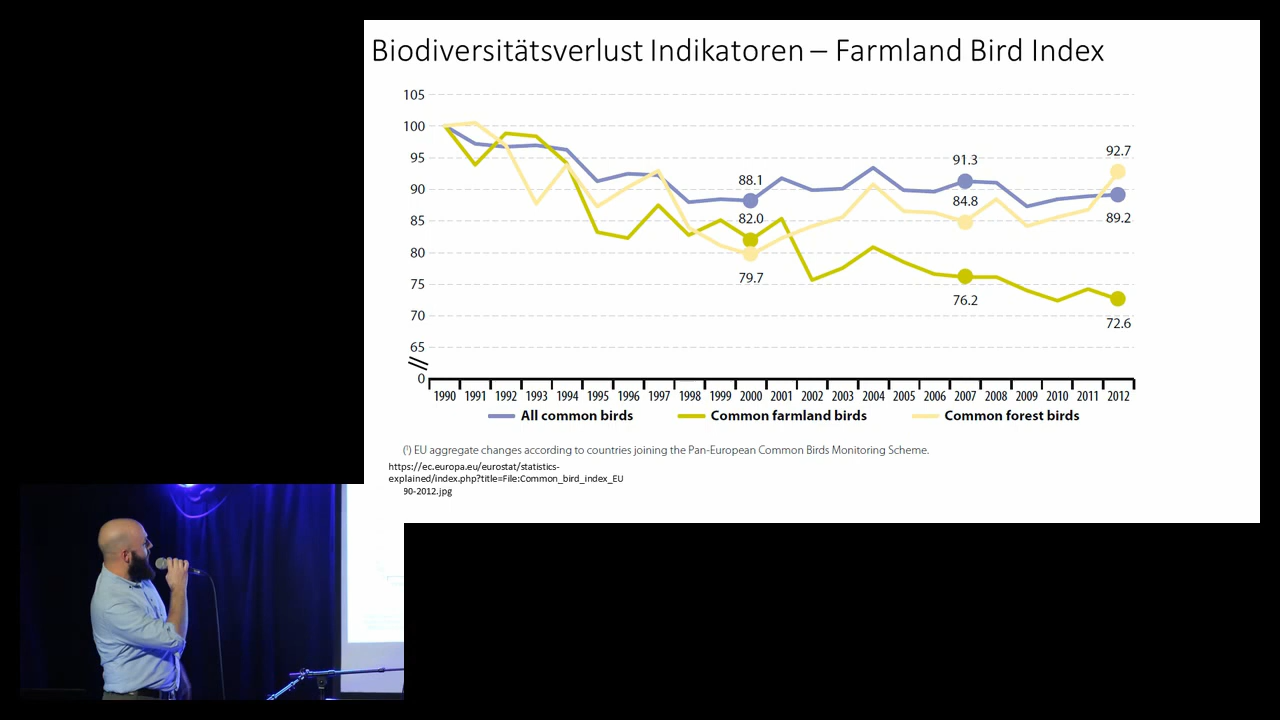 Biodiversitätsverlust Indikatoren – Farmland Bird Index
105
100
95
90
85
80
75
70
65
0
88.1
82.0
79.7
91.3
84.8
76.2
92.7
89.2
72.6
1990 1991 1992 1993 1994 1995 1996 1997 1998 1999 2000 2001 2002 2003 2004 2005 2006 2007 2008 2009 2010 2011 2012
All common birds Common farmland birds Common forest birds
(¹) EU aggregate changes according to countries joining the Pan-European Common Birds Monitoring Scheme.
https://ec.europa.eu/eurostat/statistics-
explained/index.php?title=File:Common_bird_index_EU
90-2012.jpg